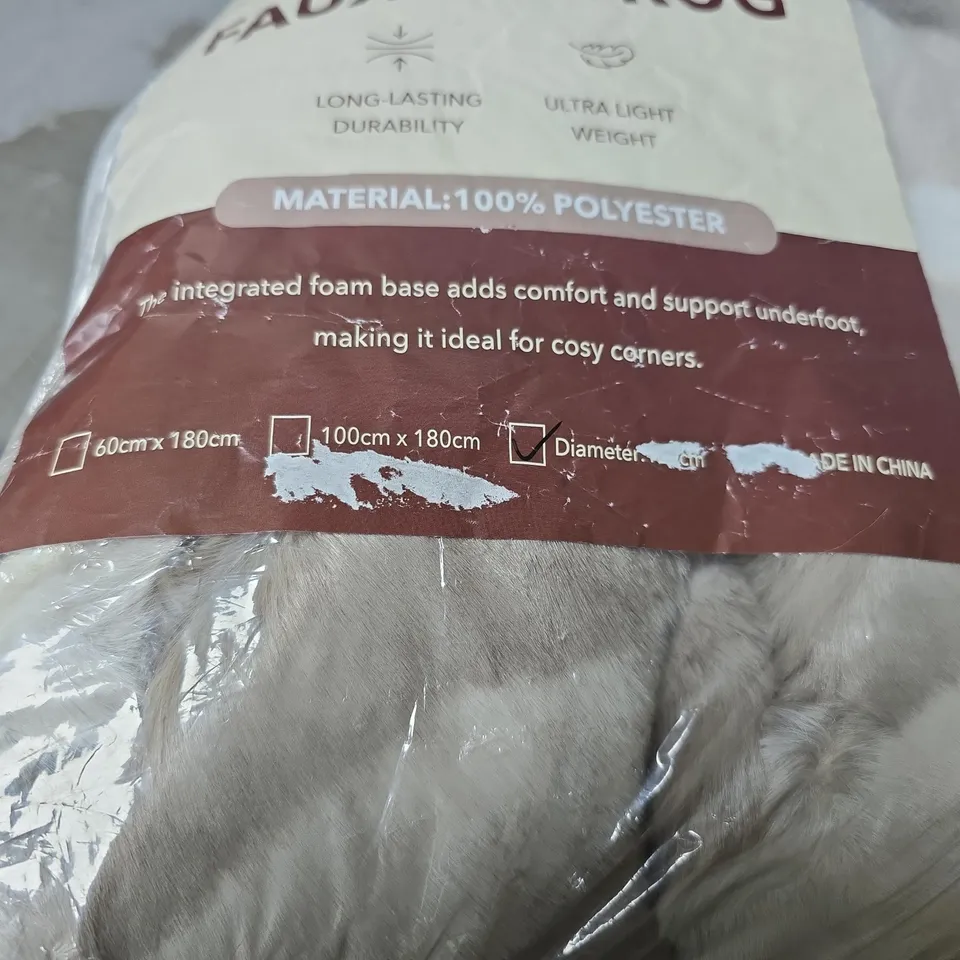 LONG-LASTING
DURABILITY
ULTRA LIGHT
WEIGHT
MATERIAL:100% POLYESTER
The integrated foam base adds comfort and support underfoot,
making it ideal for cosy corners.
60cm x 180cm 100cm x 180cm Diameter: cm DE IN CHINA